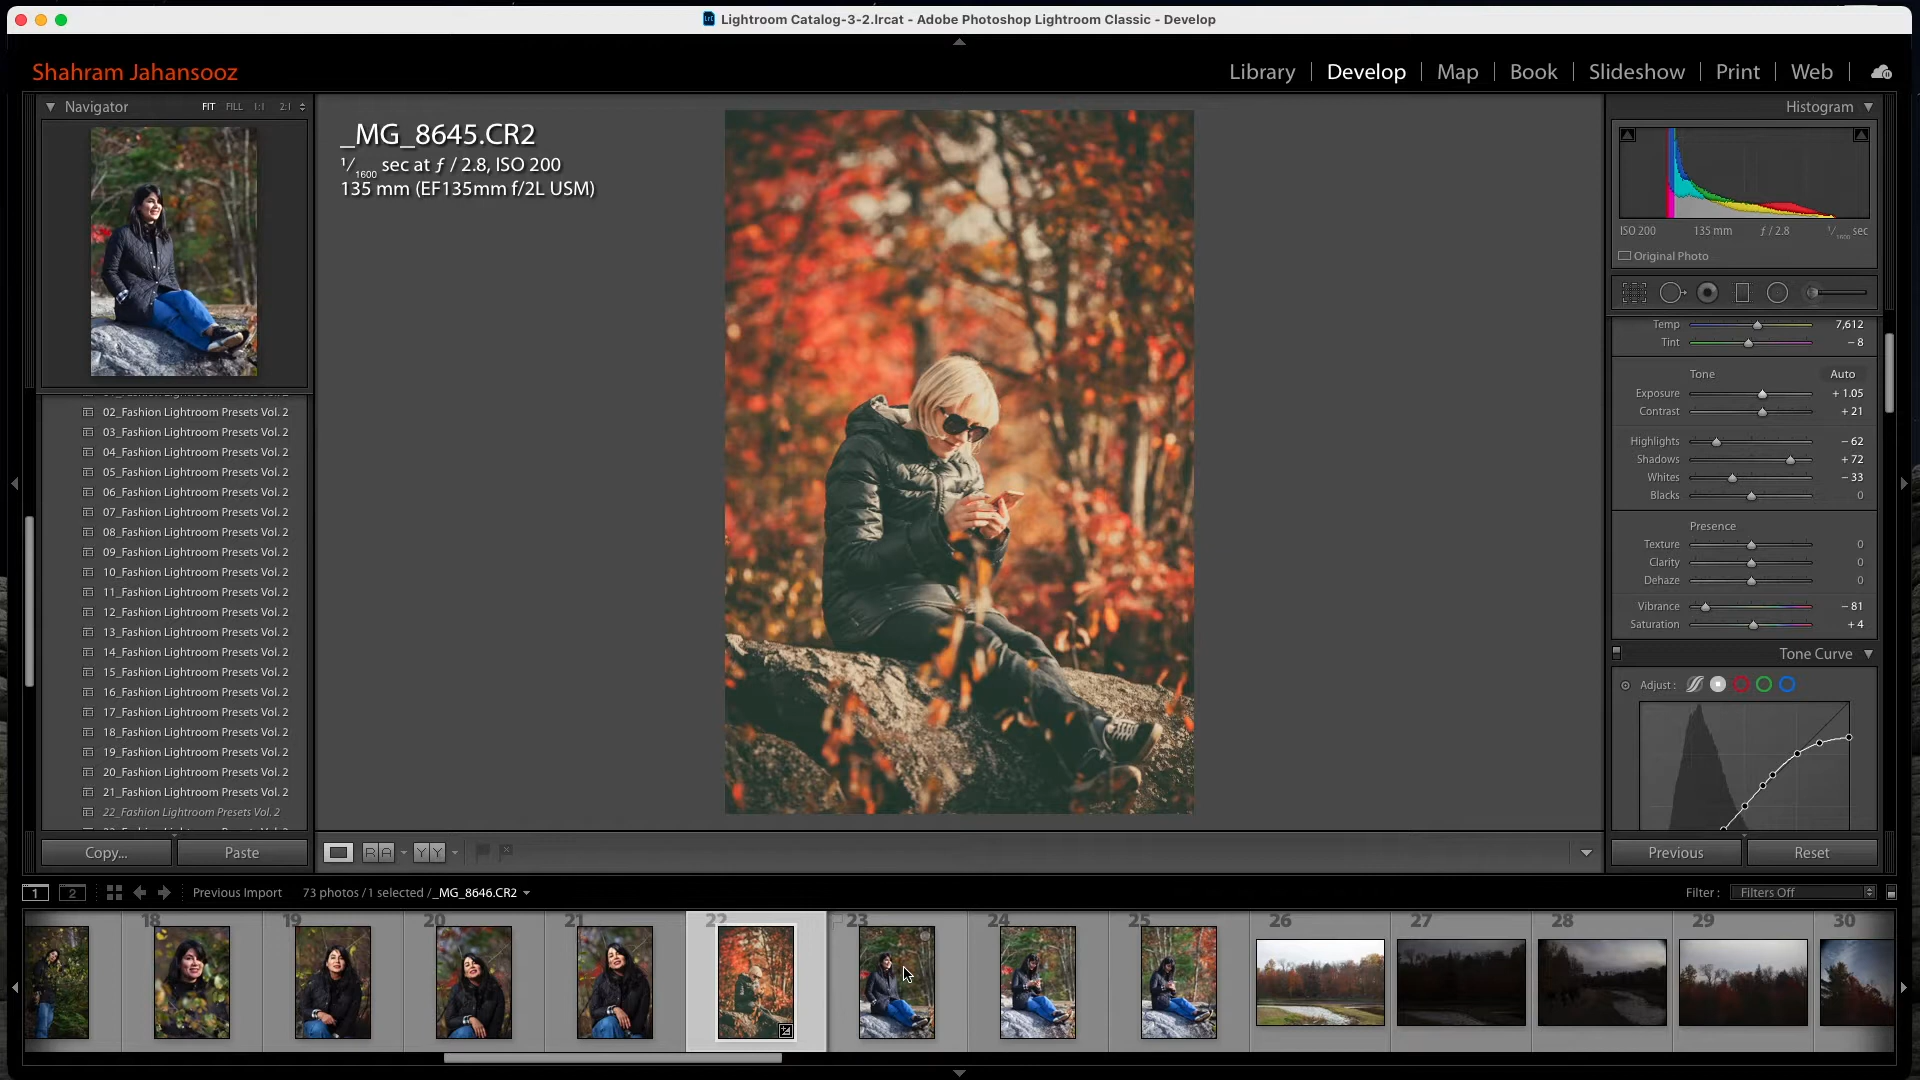 Lightroom Catalog-3-2.lrcat - Adobe Photoshop Lightroom Classic - Develop
Shahram Jahansooz
Library | Develop | Map | Book | Slideshow | Print | Web
Navigator FIT FILL 1:1 2:1
02_Fashion Lightroom Presets Vol. 2
03_Fashion Lightroom Presets Vol. 2
04_Fashion Lightroom Presets Vol. 2
05_Fashion Lightroom Presets Vol. 2
06_Fashion Lightroom Presets Vol. 2
07_Fashion Lightroom Presets Vol. 2
08_Fashion Lightroom Presets Vol. 2
09_Fashion Lightroom Presets Vol. 2
10_Fashion Lightroom Presets Vol. 2
11_Fashion Lightroom Presets Vol. 2
12_Fashion Lightroom Presets Vol. 2
13_Fashion Lightroom Presets Vol. 2
14_Fashion Lightroom Presets Vol. 2
15_Fashion Lightroom Presets Vol. 2
16_Fashion Lightroom Presets Vol. 2
17_Fashion Lightroom Presets Vol. 2
18_Fashion Lightroom Presets Vol. 2
19_Fashion Lightroom Presets Vol. 2
20_Fashion Lightroom Presets Vol. 2
21_Fashion Lightroom Presets Vol. 2
22_Fashion Lightroom Presets Vol. 2
Copy... Paste
_MG_8645.CR2
1/1600 sec at ƒ / 2.8, ISO 200
135 mm (EF135mm f/2L USM)
Histogram
ISO 200 135 mm ƒ / 2.8 1/1600 sec
Original Photo
Temp 7,612
Tint – 8
Tone Auto
Exposure + 1.05
Contrast + 21
Highlights – 62
Shadows + 72
Whites – 33
Blacks 0
Presence
Texture 0
Clarity 0
Dehaze 0
Vibrance – 81
Saturation + 4
Tone Curve
Adjust :
Previous Reset
R A Y Y
1 2 Previous Import 73 photos / 1 selected / _MG_8646.CR2 Filter : Filters Off
18 19 20 21 22 23 24 25 26 27 28 29 30